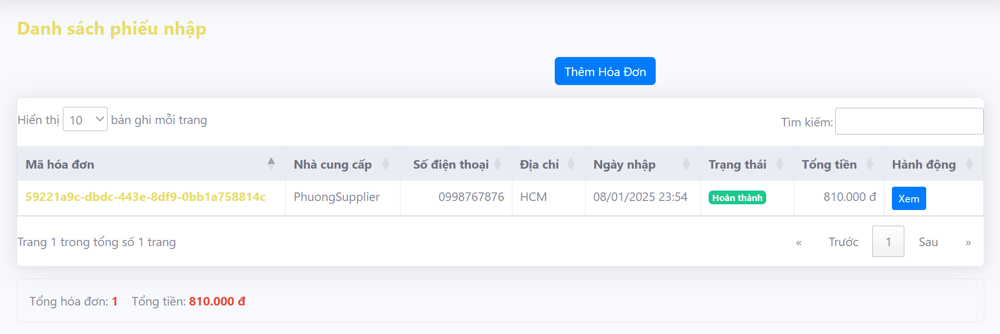 Danh sách phiếu nhập
Thêm Hóa Đơn
Hiển thị 10 bản ghi mỗi trang Tìm kiếm:
Mã hóa đơn Nhà cung cấp Số điện thoại Địa chỉ Ngày nhập Trạng thái Tổng tiền Hành động
59221a9c-dbdc-443e-8df9-0bb1a758814c PhuongSupplier 0998767876 HCM 08/01/2025 23:54 Hoàn thành 810.000 đ Xem
Trang 1 trong tổng số 1 trang « Trước 1 Sau »
Tổng hóa đơn: 1 Tổng tiền: 810.000 đ